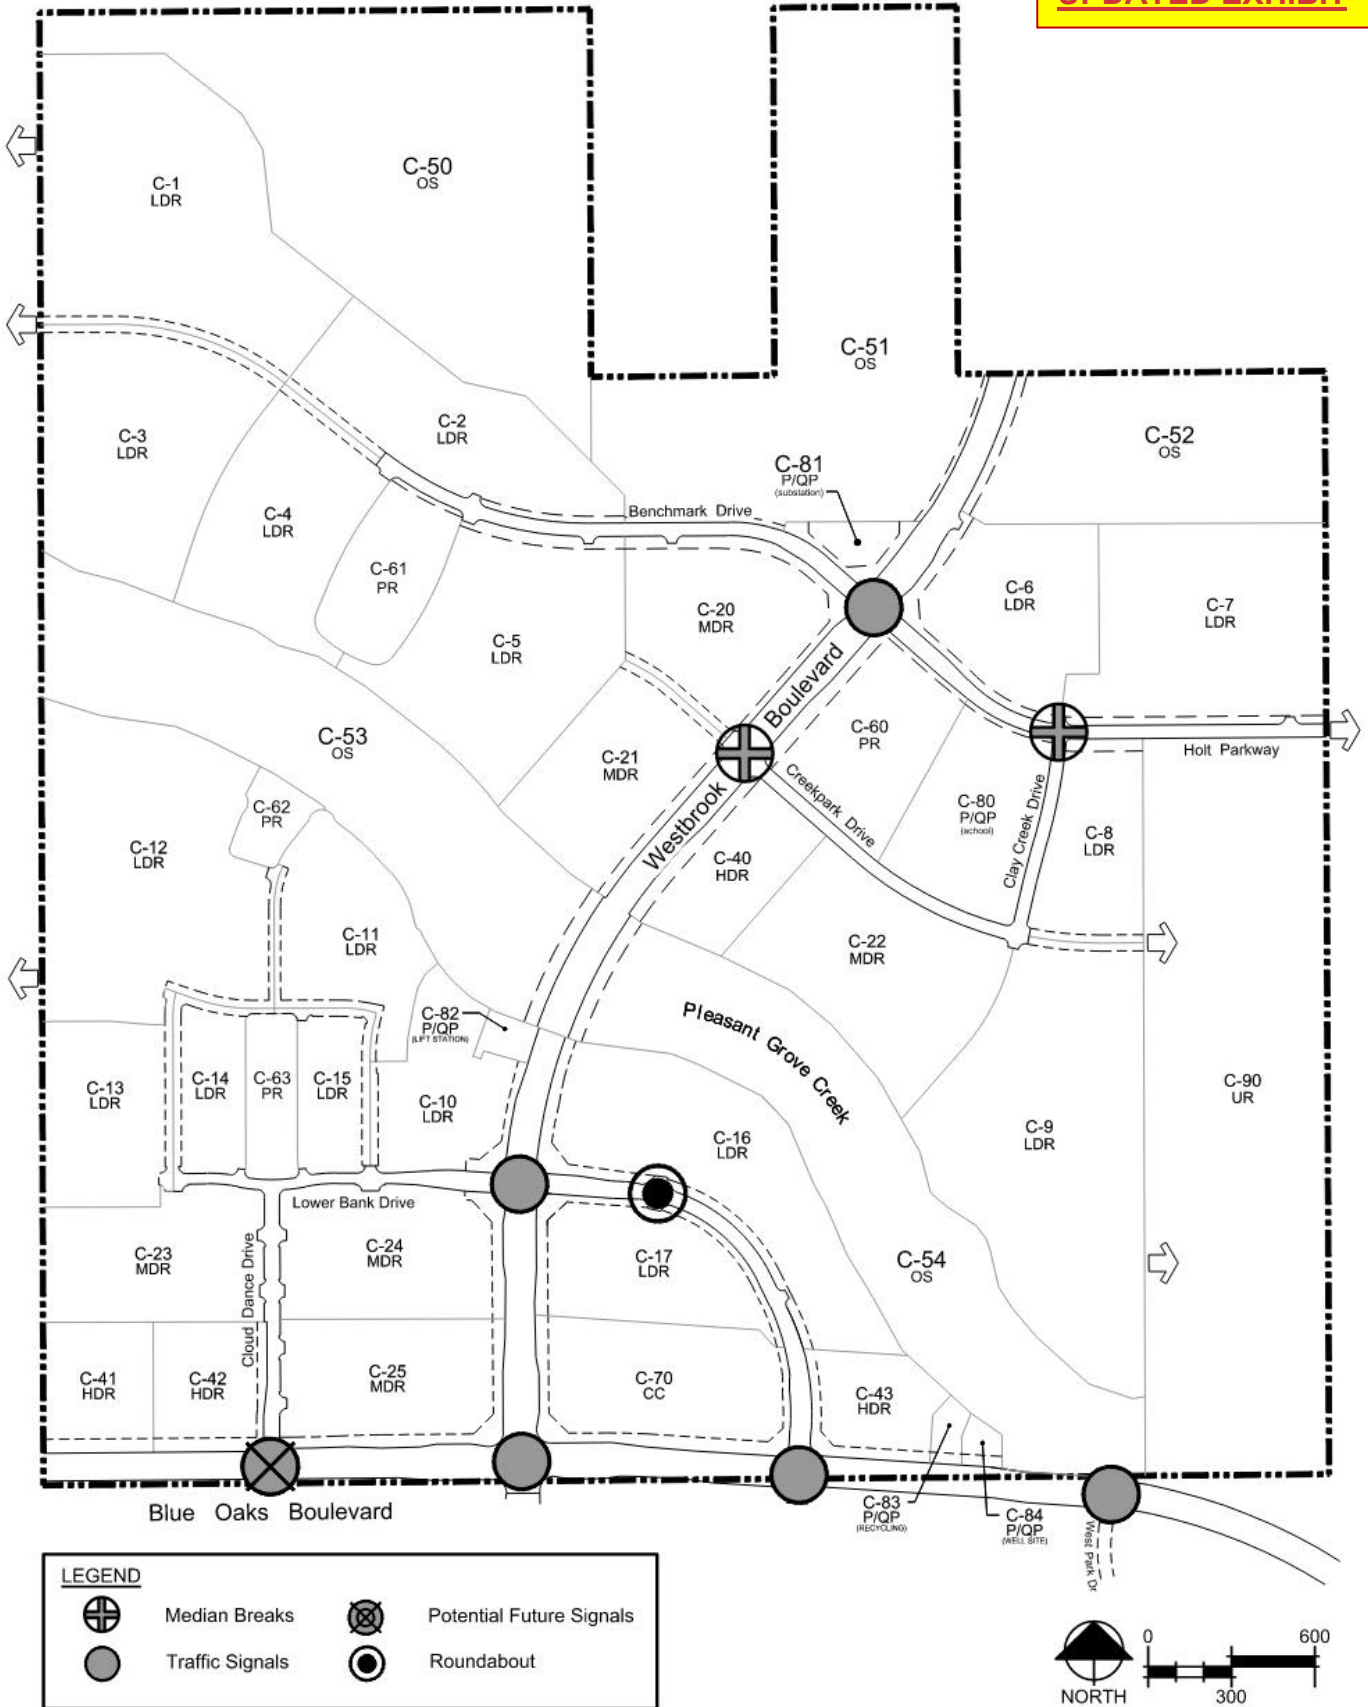 UPDATED EXHIBIT
C-50
OS
C-1
LDR
C-51
OS
C-2
LDR
C-3
LDR
C-52
OS
C-81
P/QP
(substation)
C-4
LDR
Benchmark Drive
C-61
PR
C-20
MDR
C-6
LDR
C-7
LDR
C-5
LDR
Westbrook Boulevard
C-53
OS
C-60
PR
C-21
MDR
Holt Parkway
Creekpark Drive
C-62
PR
C-80
P/QP
(school)
Clay Creek Drive
C-8
LDR
C-12
LDR
C-40
HDR
C-11
LDR
C-22
MDR
C-82
P/QP
(LIFT STATION)
Pleasant Grove Creek
C-13
LDR
C-14
LDR
C-63
PR
C-15
LDR
C-10
LDR
C-90
UR
C-16
LDR
C-9
LDR
Lower Bank Drive
C-23
MDR
Cloud Dance Drive
C-24
MDR
C-17
LDR
C-54
OS
C-41
HDR
C-42
HDR
C-25
MDR
C-70
CC
C-43
HDR
Blue Oaks Boulevard
C-83
P/QP
(RECYCLING)
C-84
P/QP
(WELL SITE)
West Park Dr
LEGEND
Median Breaks
Potential Future Signals
Traffic Signals
Roundabout
NORTH
0
600
300